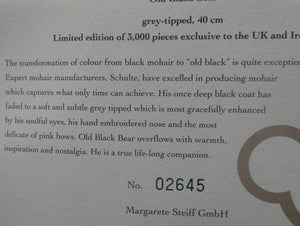 Old Black Bear
grey-tipped, 40 cm
Limited edition of 3,000 pieces exclusive to the UK and Ire
The transformation of colour from black mohair to "old black" is quite exception
Expert mohair manufacturers, Schulte, have excelled in producing mohair
which captures what only time can achieve. His once deep black coat has
faded to a soft and subtle grey tipped which is most gracefully enhanced
by his soulful eyes, his hand embroidered nose and the most
delicate of pink bows. Old Black Bear overflows with warmth,
inspiration and nostalgia. He is a true life-long companion.
No. 02645
Margarete Steiff GmbH